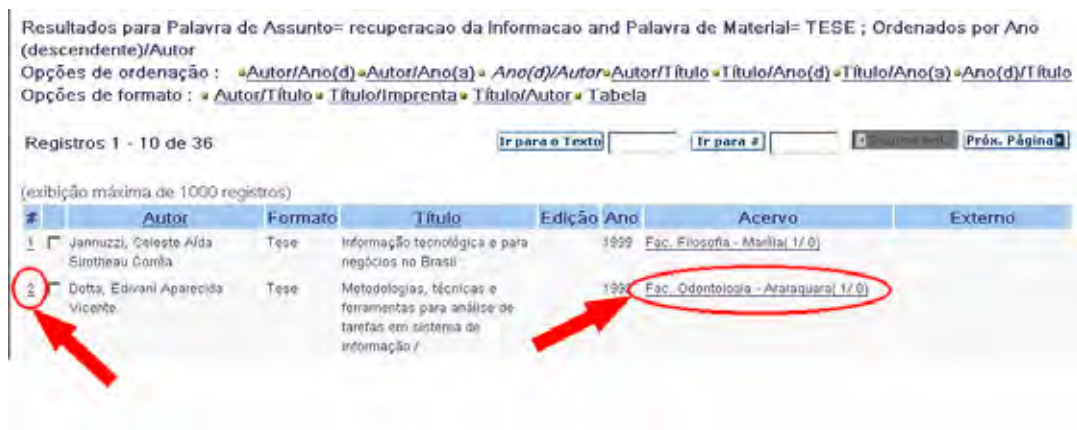 Resultados para Palavra de Assunto= recuperacao da Informacao and Palavra de Material= TESE ; Ordenados por Ano
(descendente)/Autor
Opções de ordenação : Autor/Ano(d) Autor/Ano(a) Ano(d)/Autor Autor/Título Título/Ano(d) Título/Ano(a) Ano(d)/Título
Opções de formato : Autor/Título Título/Imprenta Título/Autor Tabela
Registros 1 - 10 de 36 Ir para o Texto Ir para # Próx. Página
(exibição máxima de 1000 registros)
# Autor Formato Título Edição Ano Acervo Externo
1 Jannuzzi, Celeste Aída Tese Informação tecnológica e para 1999 Fac. Filosofia - Marília( 1/ 0)
Sirotheau Corrêa negócios no Brasil
2 Dotta, Edivani Aparecida Tese Metodologias, técnicas e Fac. Odontologia - Araraquara( 1/ 0)
Vicente. ferramentas para análise de
tarefas em sistema de
informação /